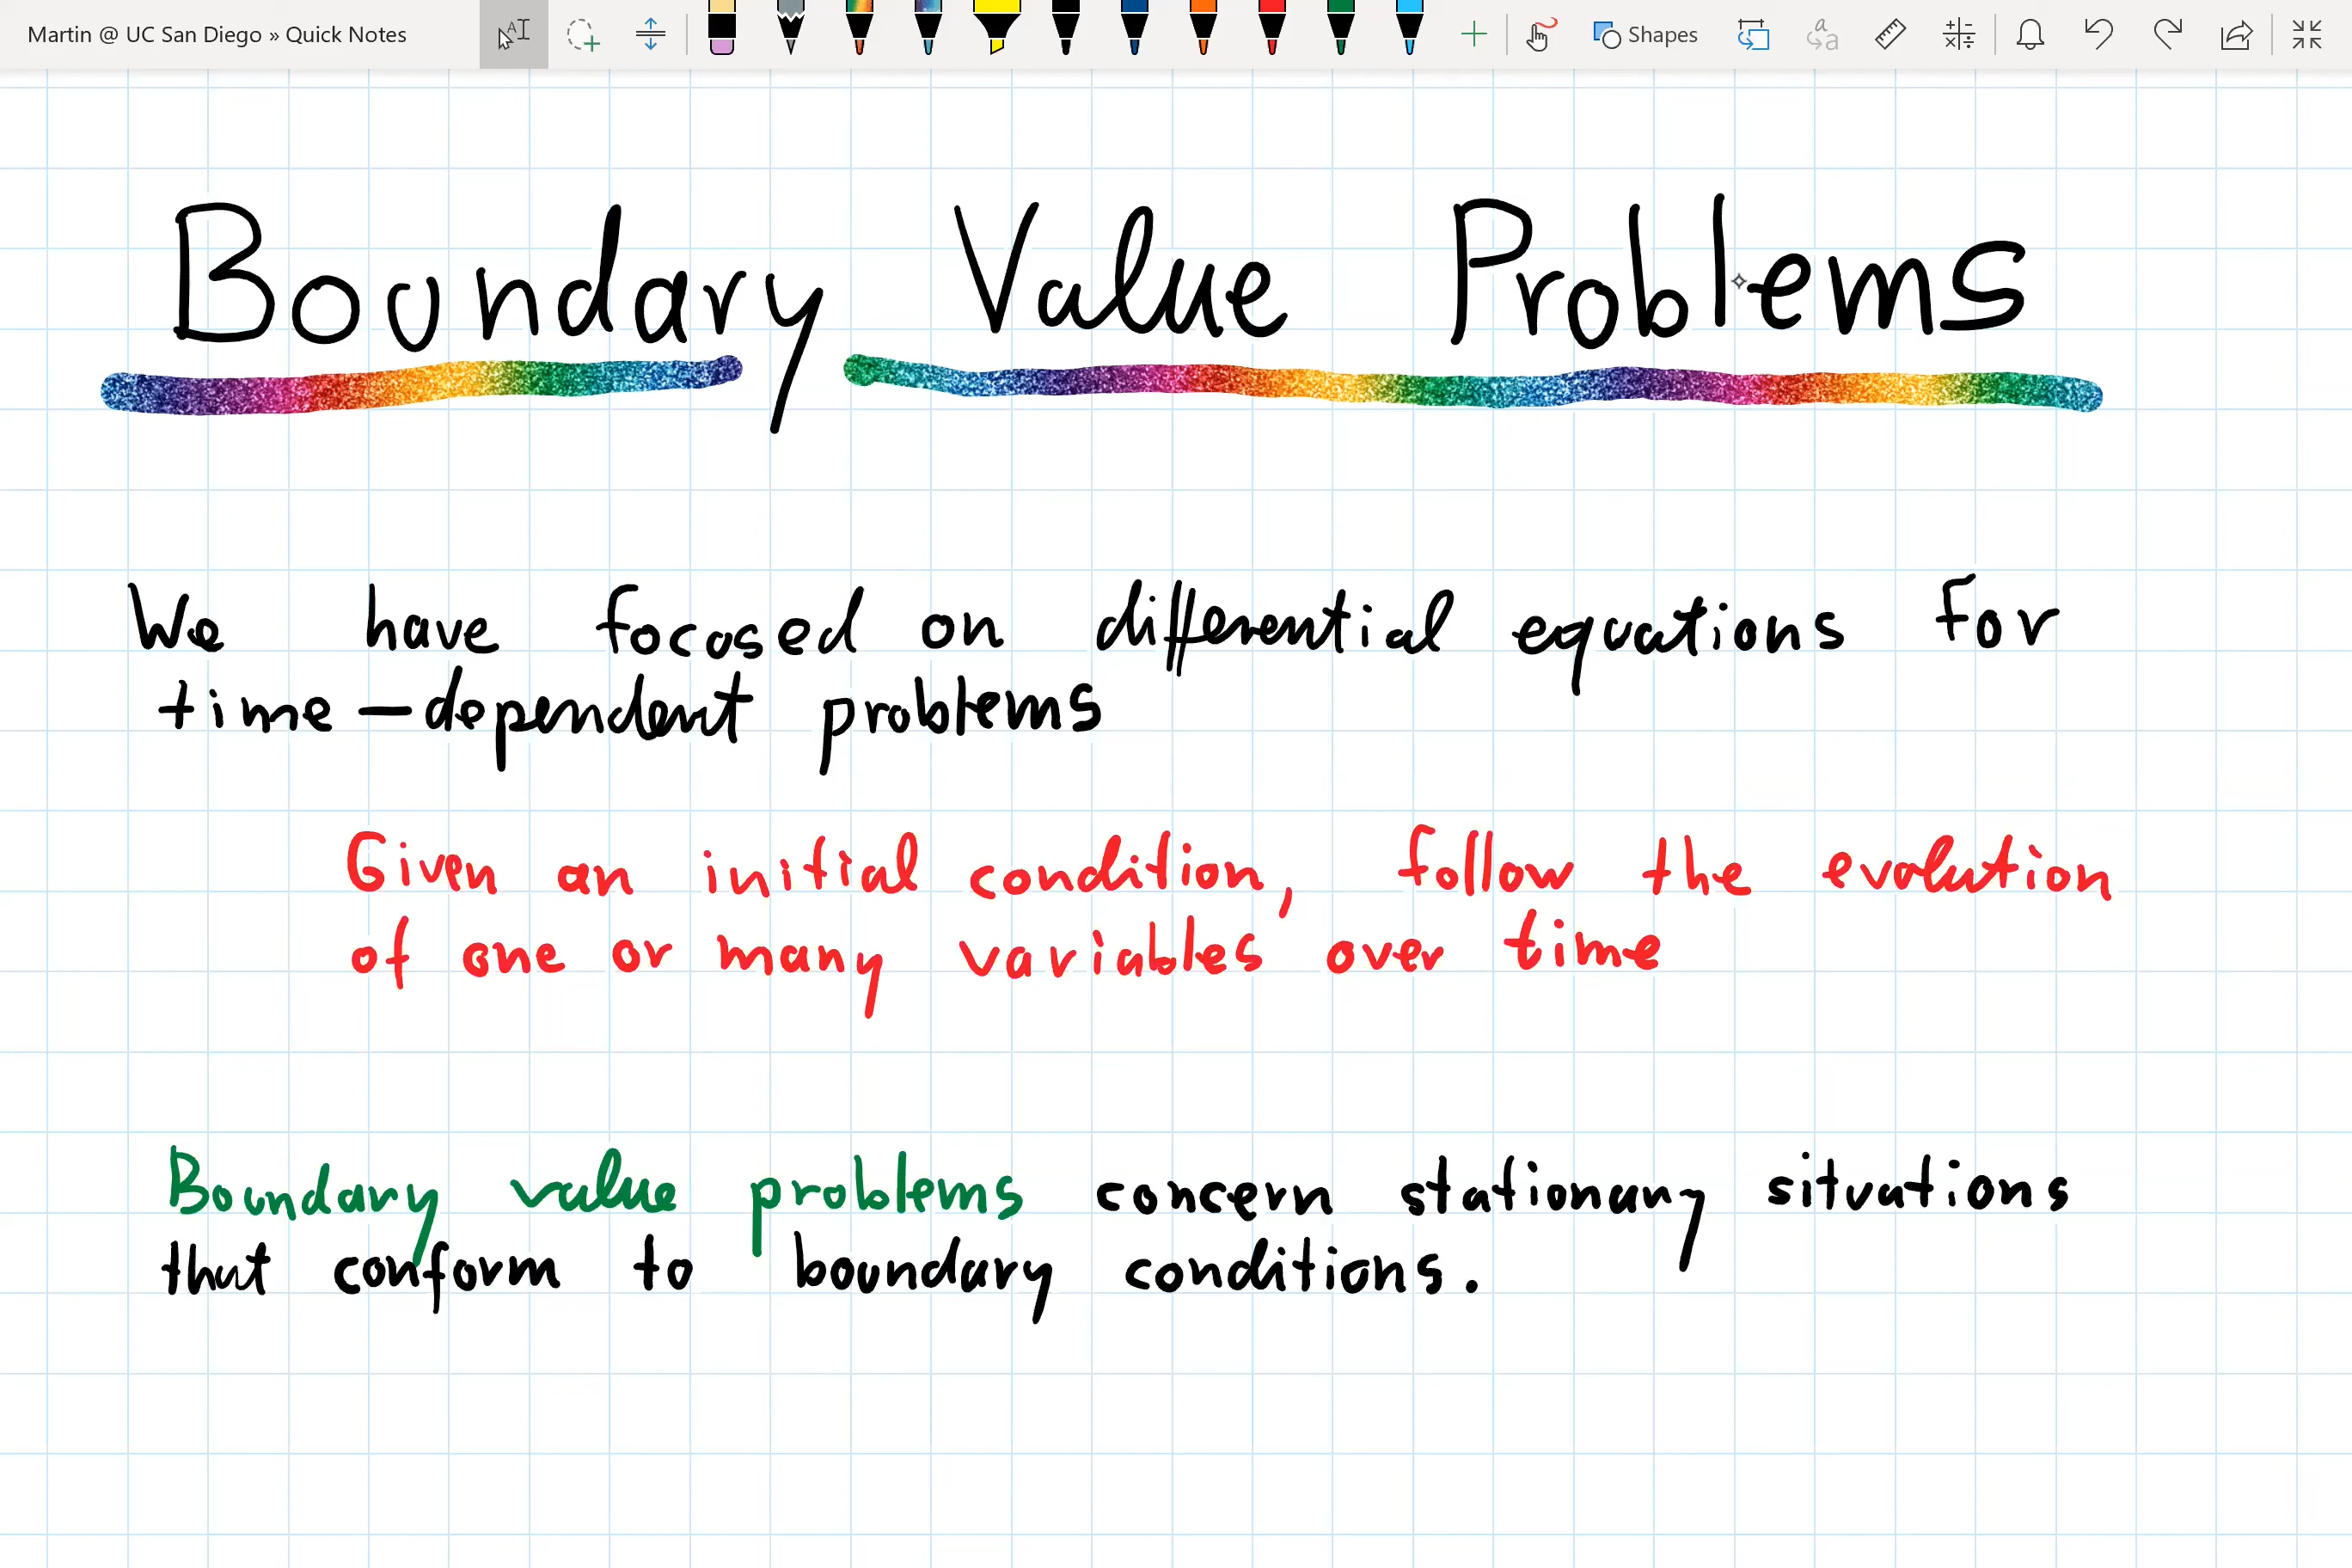 Martin @ UC San Diego » Quick Notes
Shapes
Boundary Value Problems
We have focused on differential equations for
time-dependent problems
Given an initial condition, follow the evolution
of one or many variables over time
Boundary value problems concern stationary situations
that conform to boundary conditions.